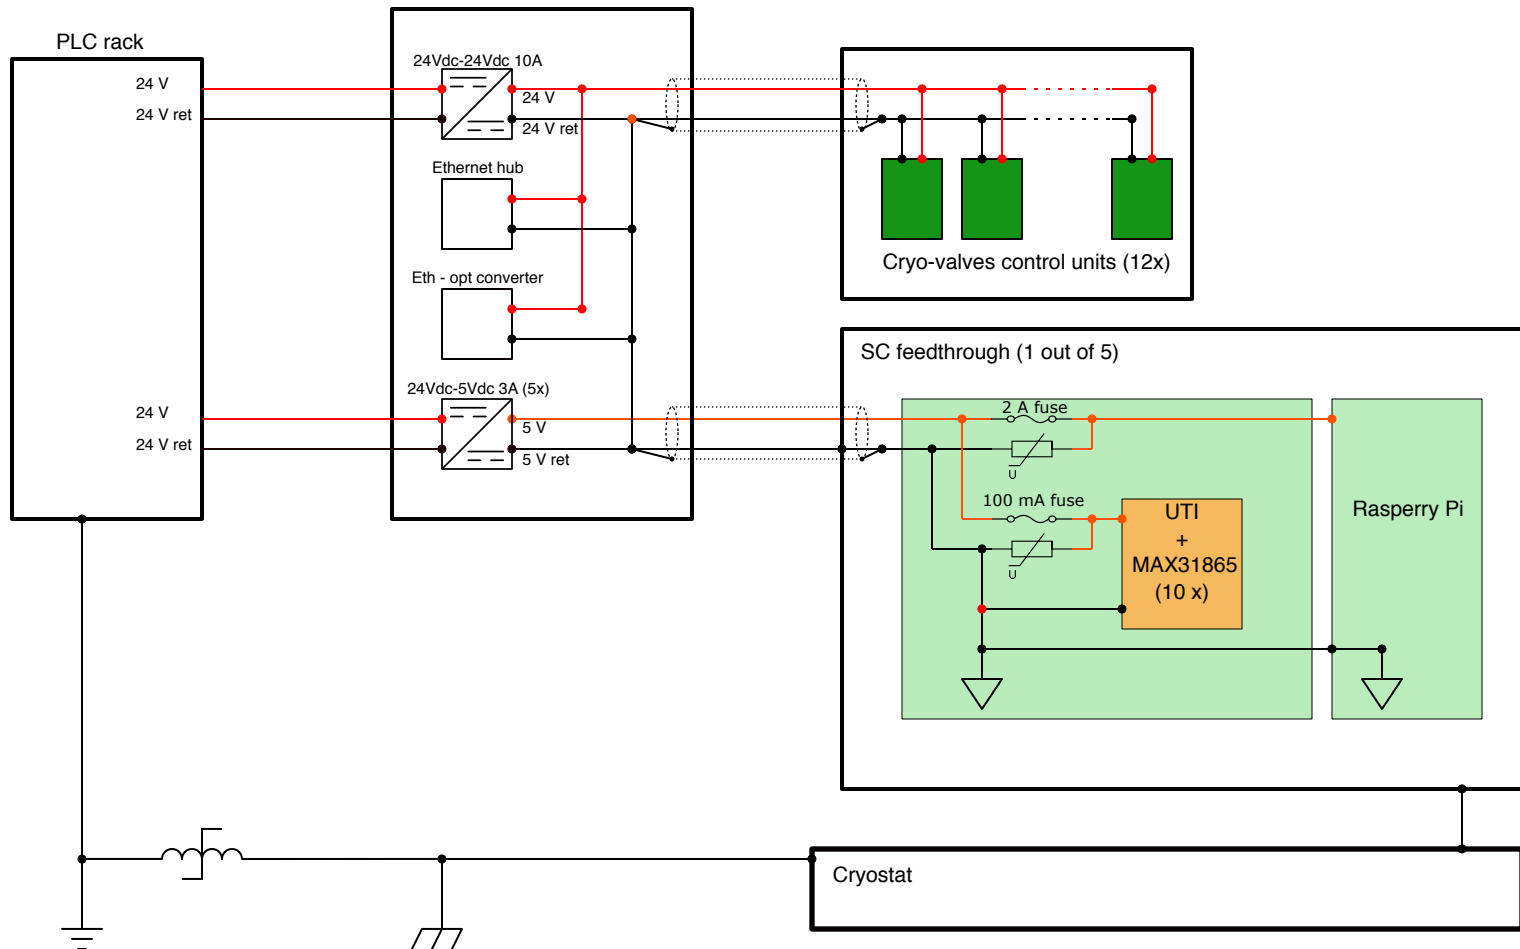 PLC rack
24 V
24 V ret
24 V
24 V ret
24Vdc-24Vdc 10A
24 V
24 V ret
Ethernet hub
Eth - opt converter
24Vdc-5Vdc 3A (5x)
5 V
5 V ret
Cryo-valves control units (12x)
SC feedthrough (1 out of 5)
2 A fuse
U
100 mA fuse
U
UTI
+
MAX31865
(10 x)
Rasperry Pi
Cryostat